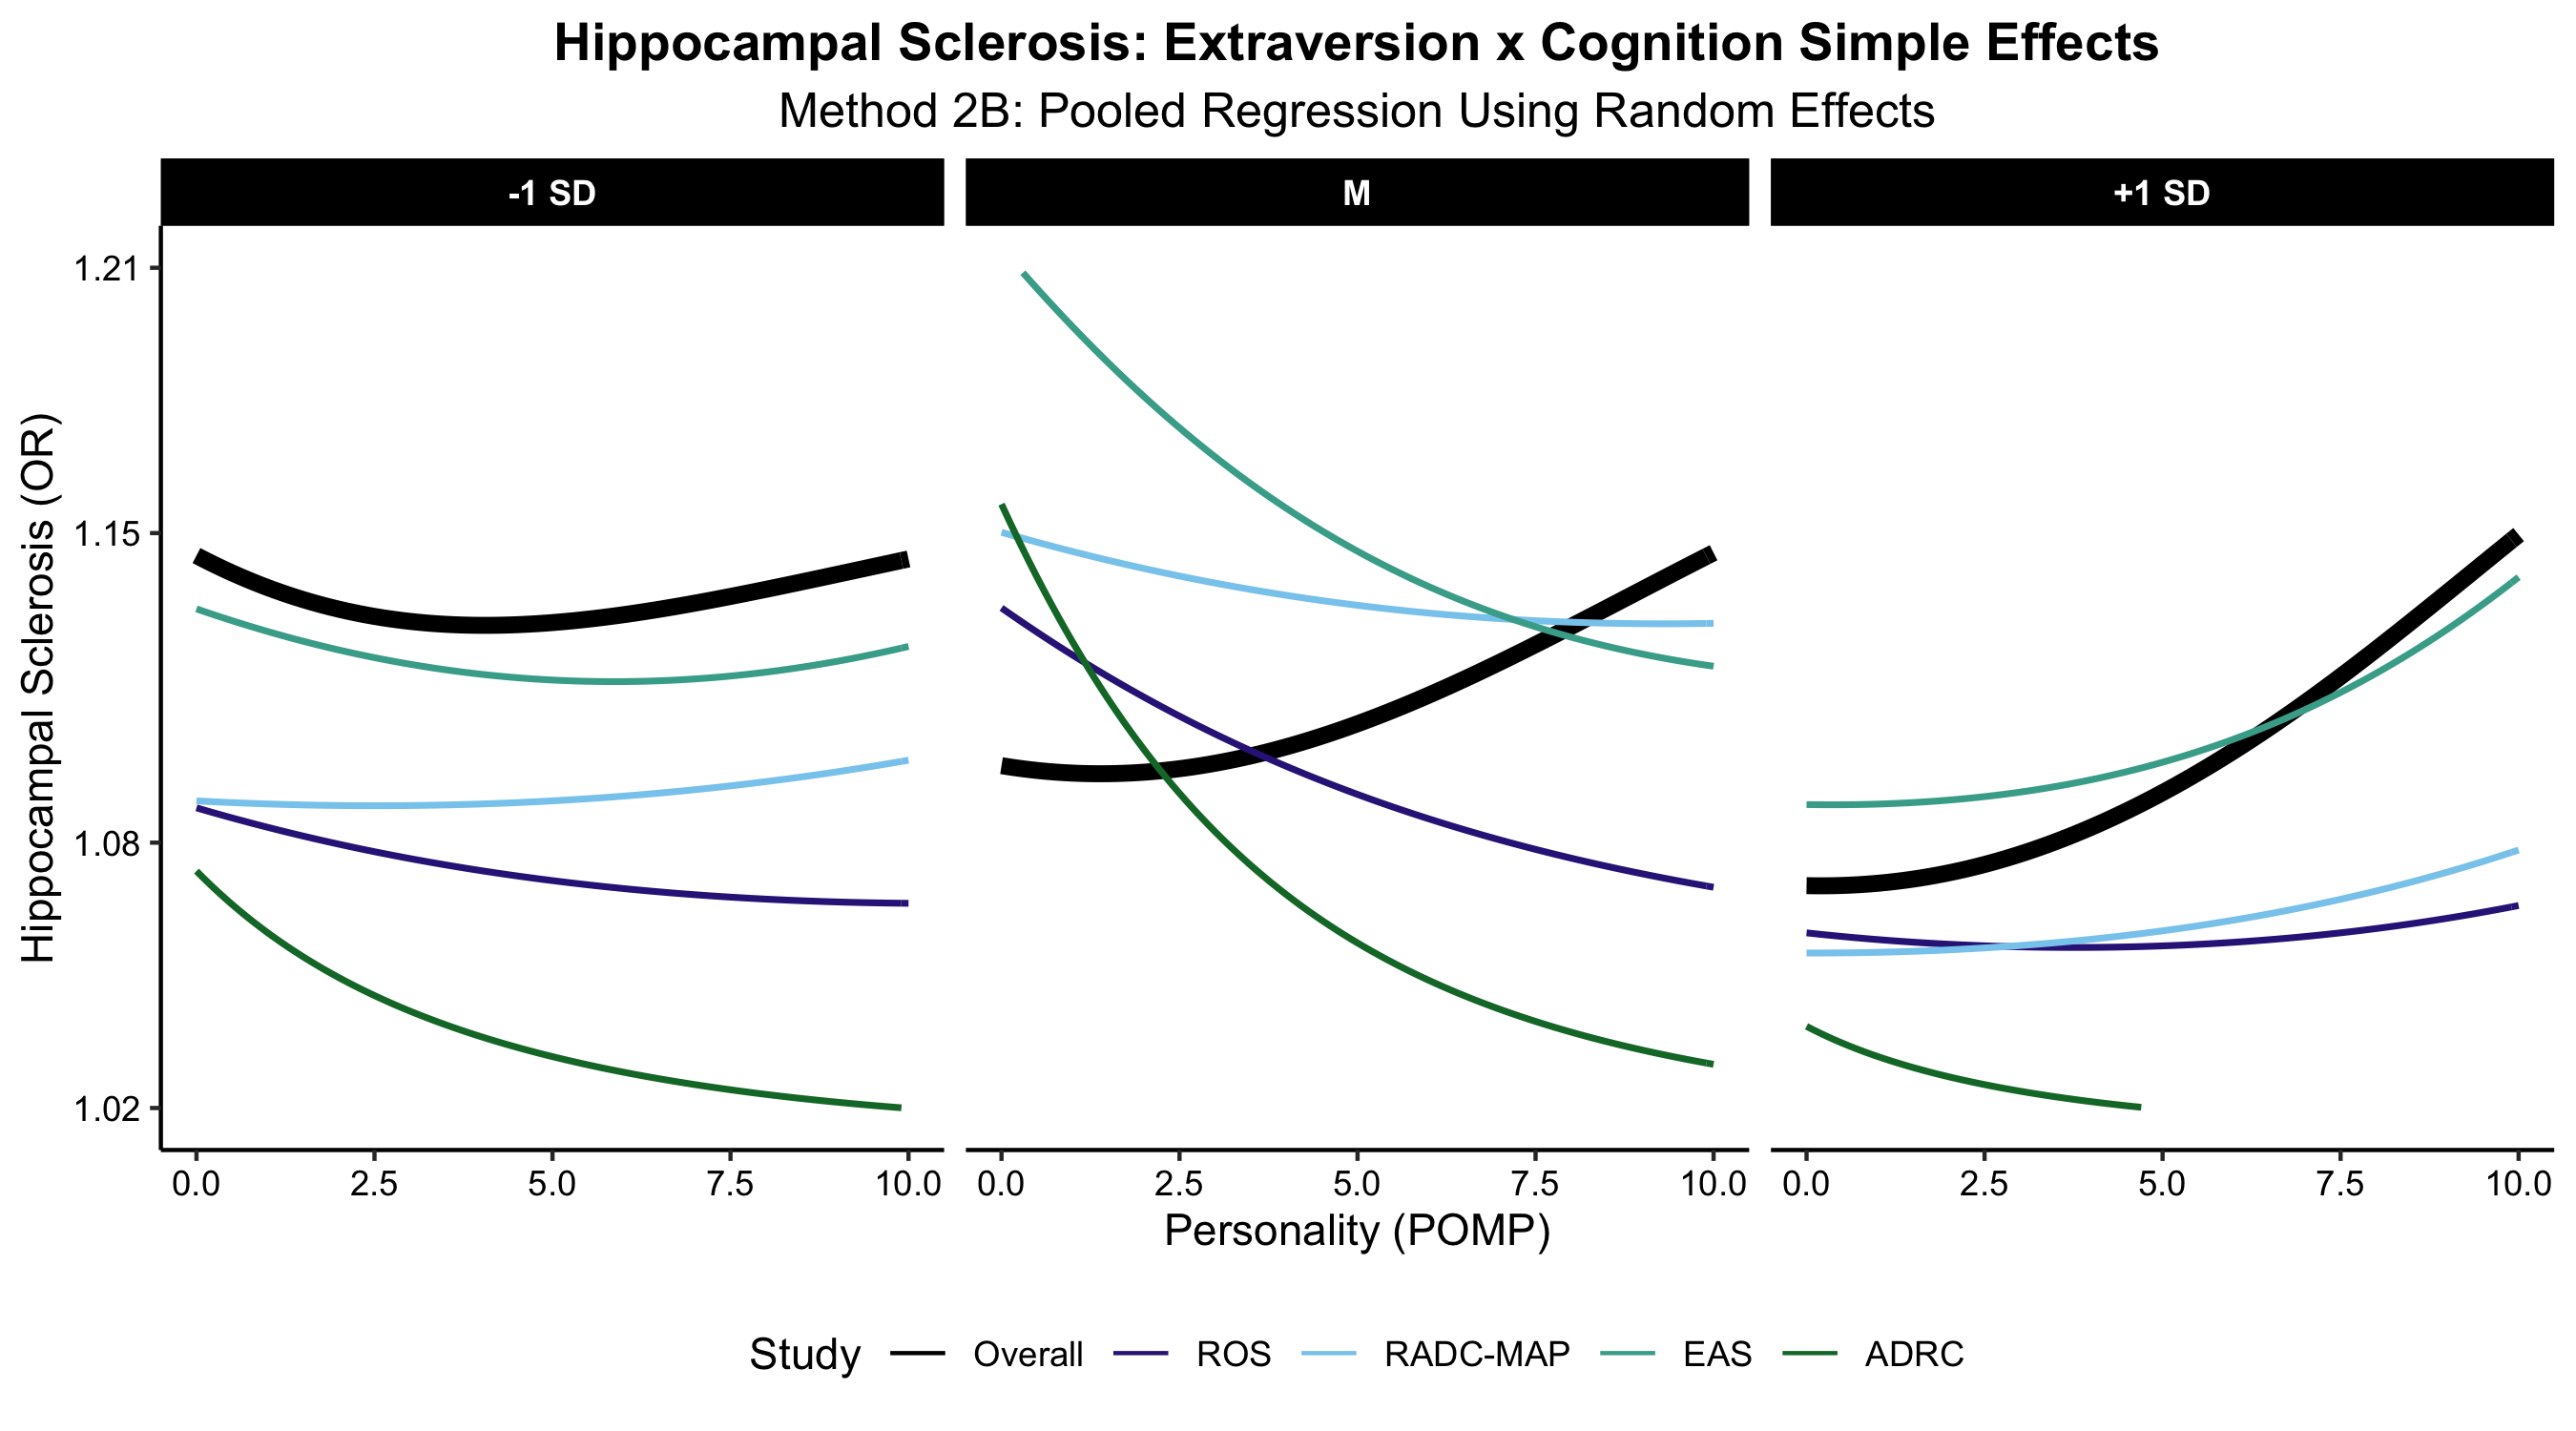 Hippocampal Sclerosis: Extraversion x Cognition Simple Effects
Method 2B: Pooled Regression Using Random Effects
-1 SD
M
+1 SD
Hippocampal Sclerosis (OR)
1.21
1.15
1.08
1.02
0.0 2.5 5.0 7.5 10.0
0.0 2.5 5.0 7.5 10.0
0.0 2.5 5.0 7.5 10.0
Personality (POMP)
Study Overall ROS RADC-MAP EAS ADRC